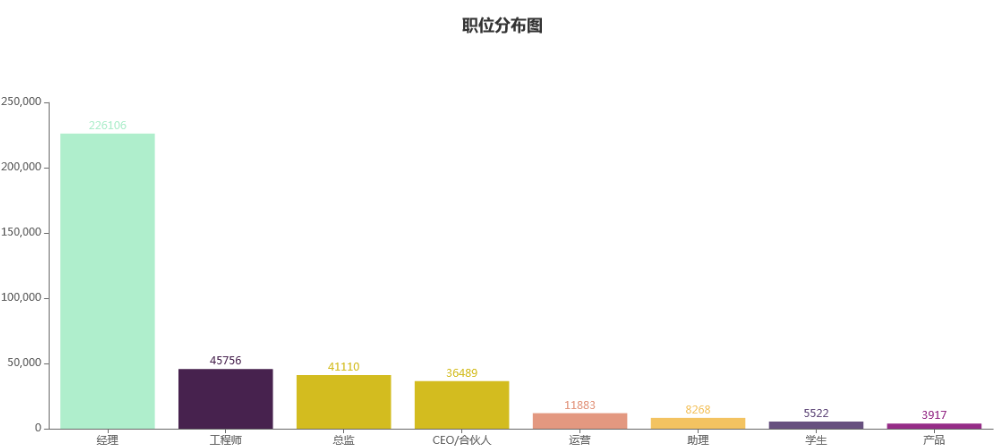 职位分布图
250,000
200,000
150,000
100,000
50,000
0
226106
45756
41110
36489
11883
8268
5522
3917
经理
工程师
总监
CEO/合伙人
运营
助理
学生
产品